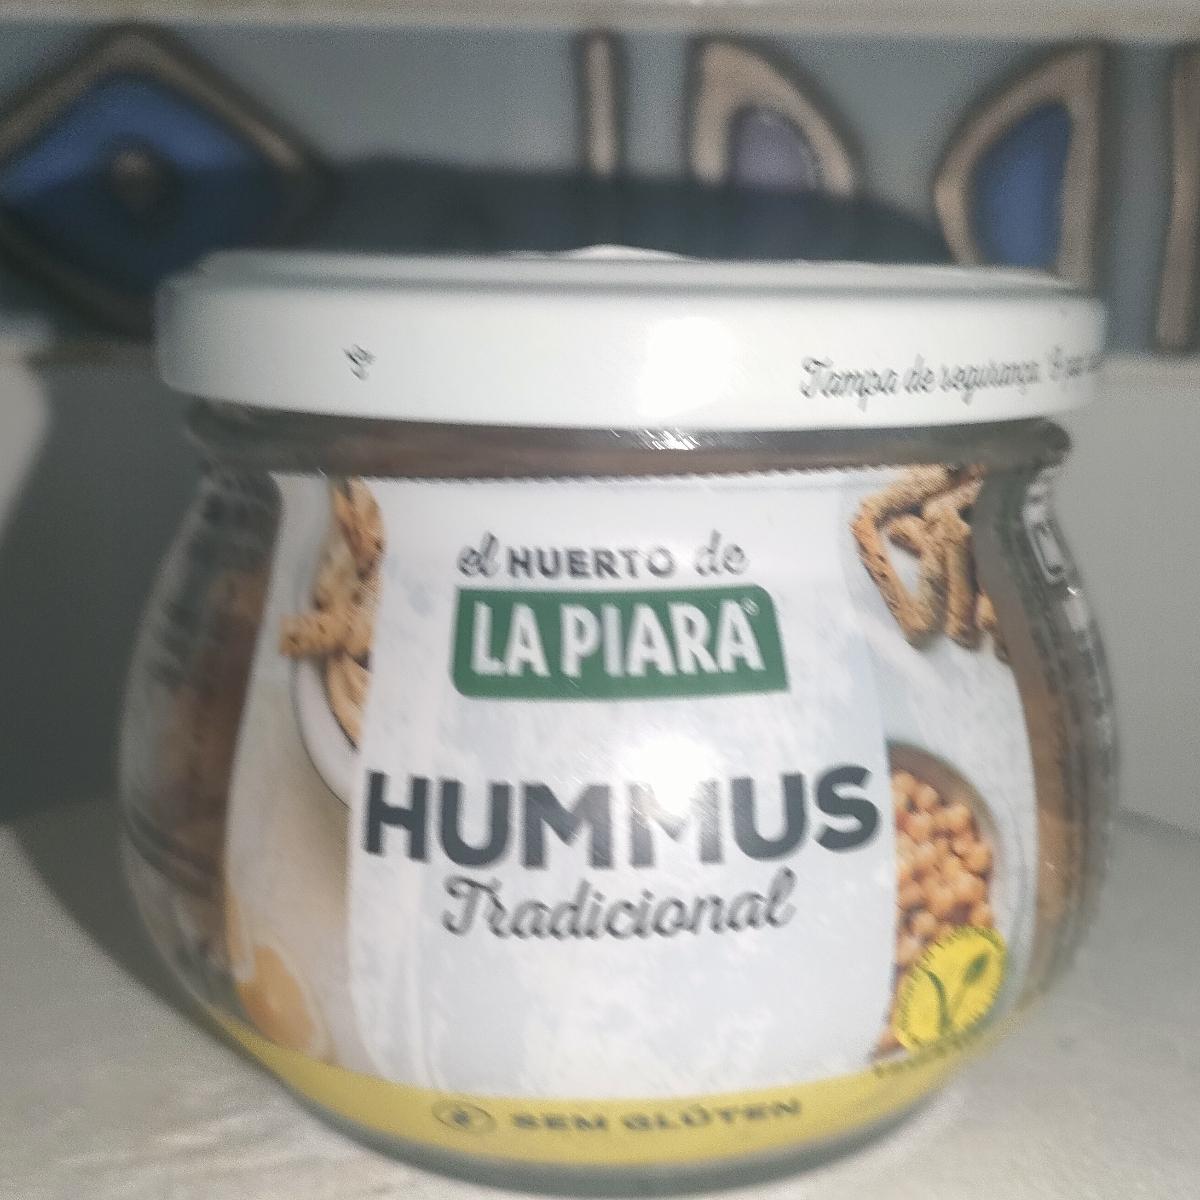 Tampa de segurança.
el HUERTO de
LA PIARA®
HUMMUS
Tradicional
SEM GLÚTEN